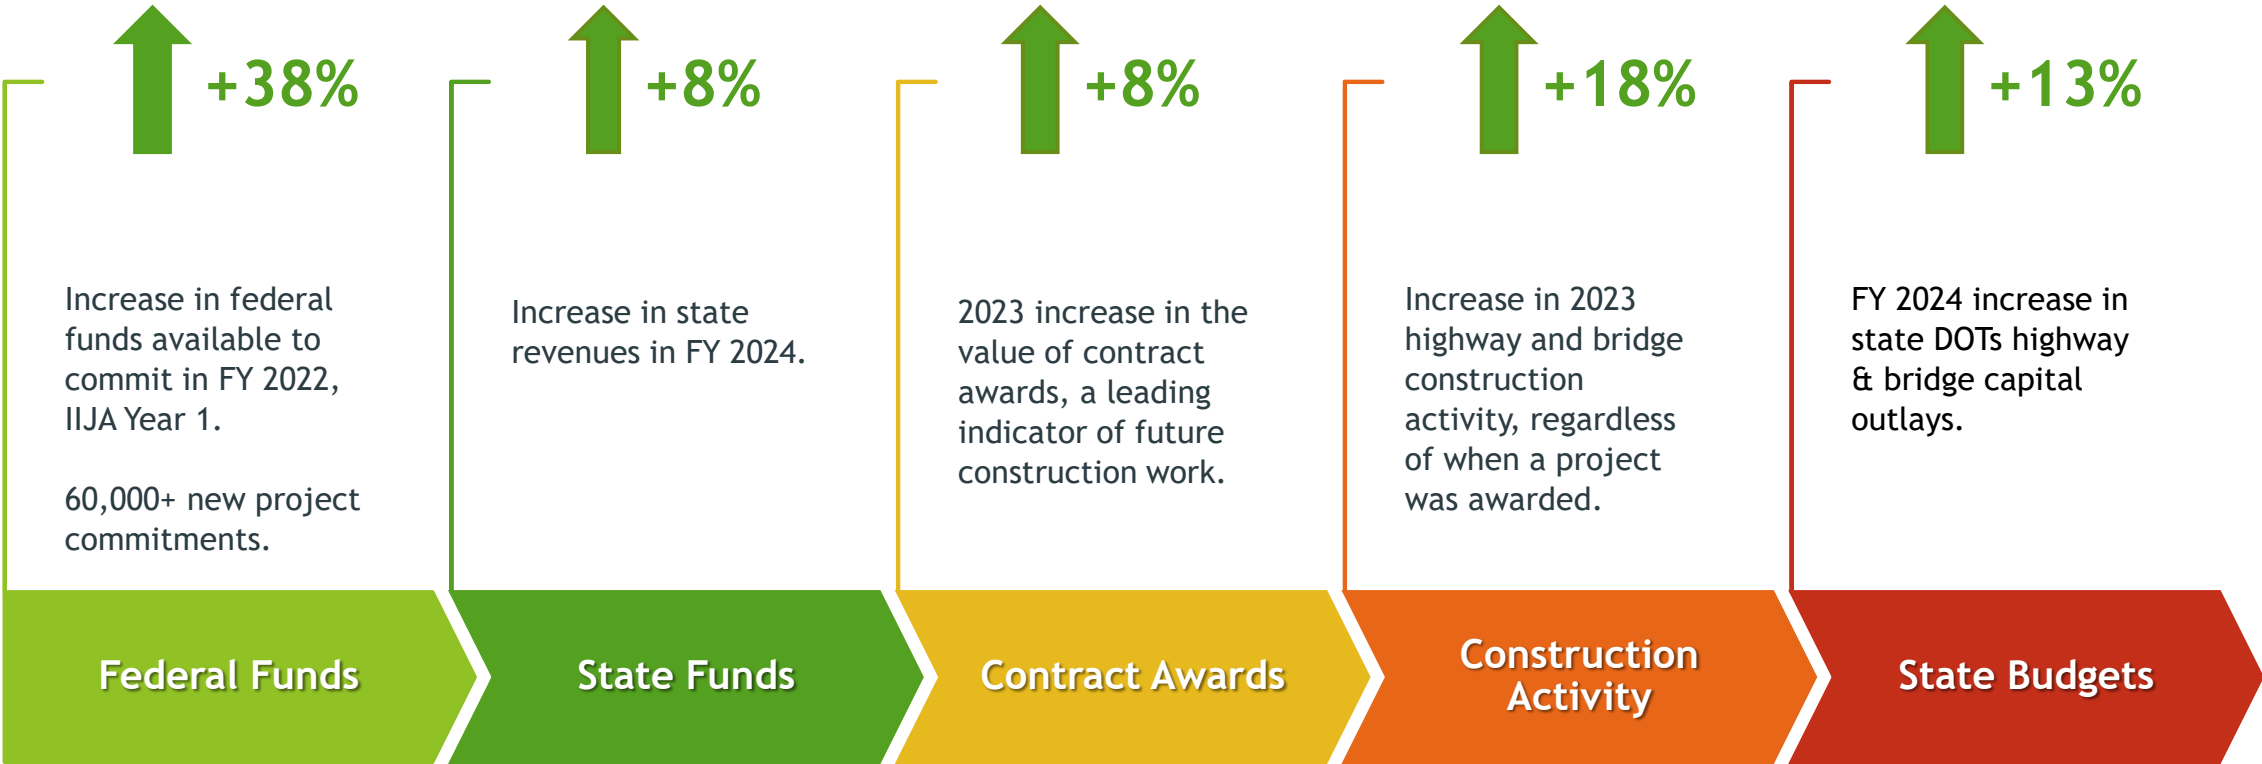 +38%
Increase in federal
funds available to
commit in FY 2022,
IIJA Year 1.
60,000+ new project
commitments.
Federal Funds
+8%
Increase in state
revenues in FY 2024.
State Funds
+8%
2023 increase in the
value of contract
awards, a leading
indicator of future
construction work.
Contract Awards
+18%
Increase in 2023
highway and bridge
construction
activity, regardless
of when a project
was awarded.
Construction
Activity
+13%
FY 2024 increase in
state DOTs highway
& bridge capital
outlays.
State Budgets